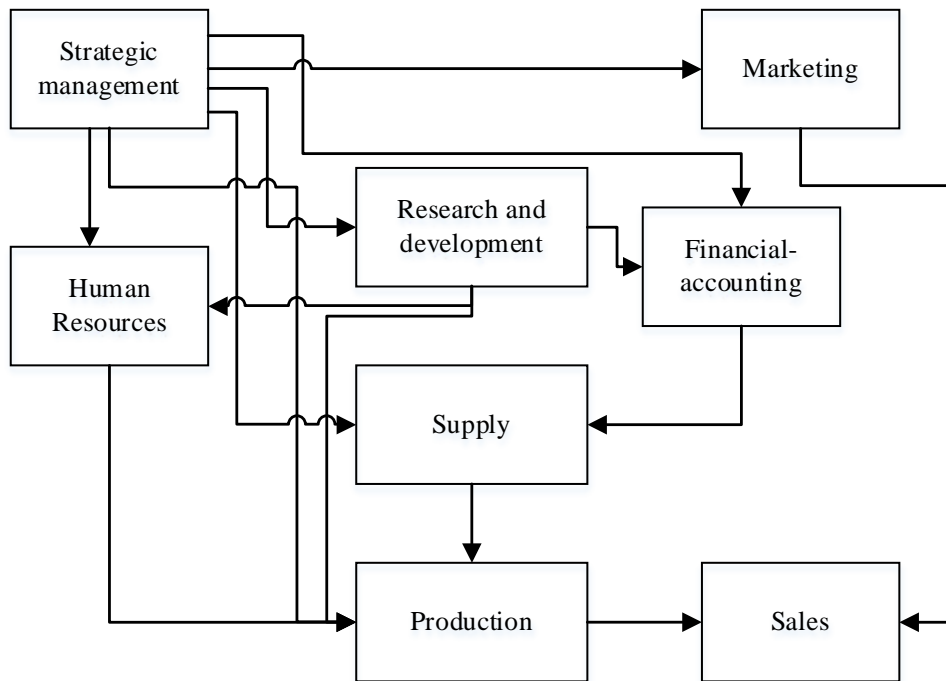 Strategic
management
Marketing
Research and
development
Financial-
accounting
Human
Resources
Supply
Production
Sales